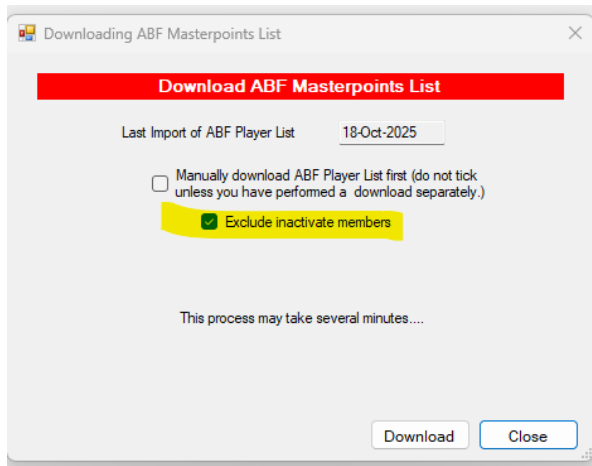 Downloading ABF Masterpoints List
Download ABF Masterpoints List
Last Import of ABF Player List 18-Oct-2025
Manually download ABF Player List first (do not tick
unless you have performed a download separately.)
Exclude inactivate members
This process may take several minutes....
Download Close